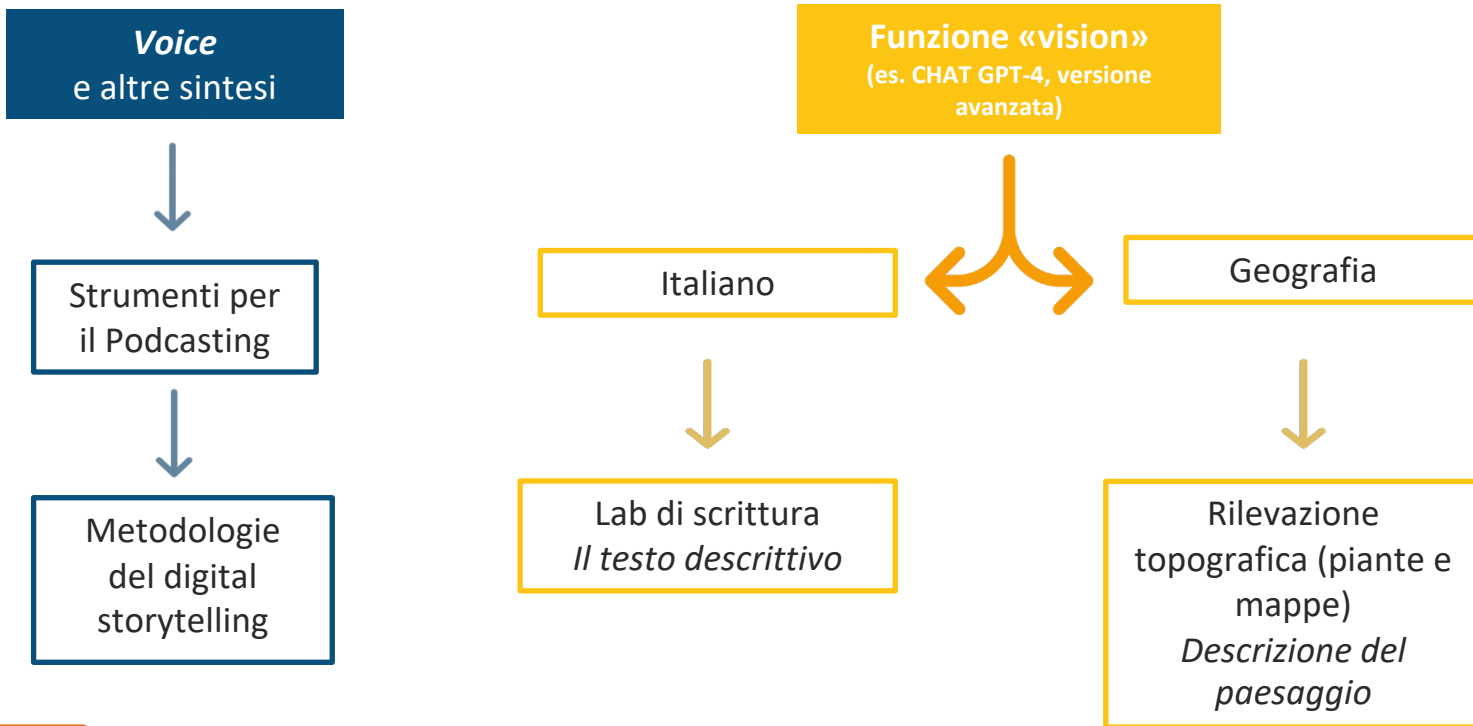 Voice
e altre sintesi
Strumenti per
il Podcasting
Metodologie
del digital
storytelling
Funzione «vision»
(es. CHAT GPT-4, versione
avanzata)
Italiano
Lab di scrittura
Il testo descrittivo
Geografia
Rilevazione
topografica (piante e
mappe)
Descrizione del
paesaggio